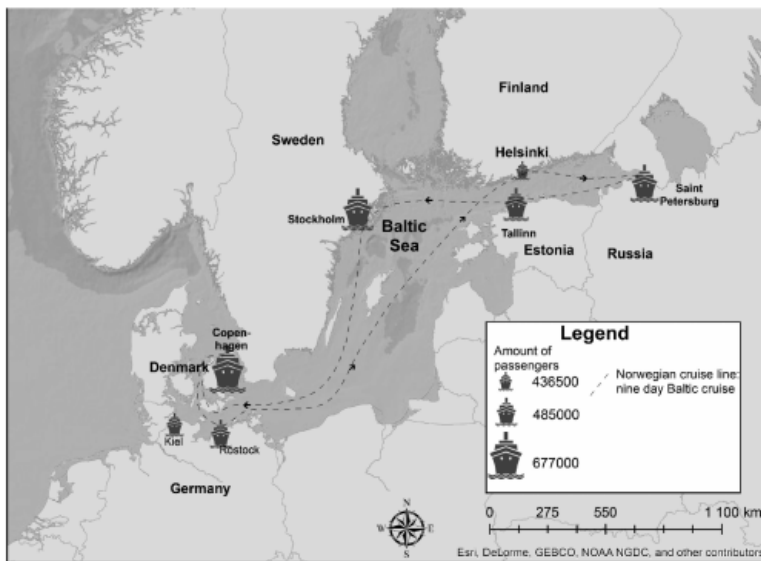 Finland
Sweden
Helsinki
Saint
Petersburg
Stockholm
Baltic
Sea
Tallinn
Estonia
Russia
Copen-
hagen
Denmark
Kiel
Rostock
Germany
Legend
Amount of
passengers
436500
485000
677000
Norwegian cruise line:
nine day Baltic cruise
N
W E
S
0 275 550 1 100 km
Esri, DeLorme, GEBCO, NOAA NGDC, and other contributors